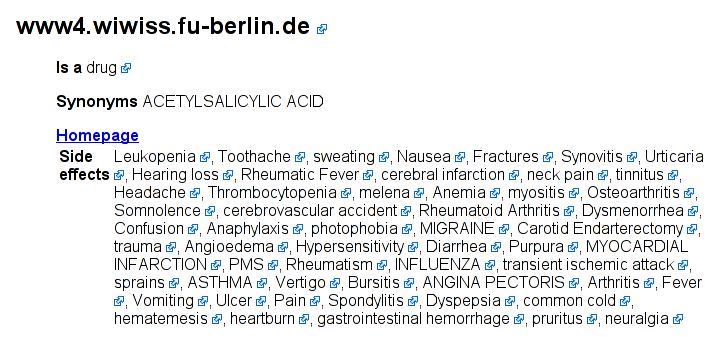 www4.wiwiss.fu-berlin.de
Is a drug
Synonyms ACETYLSALICYLIC ACID
Homepage
Side effects Leukopenia, Toothache, sweating, Nausea, Fractures, Synovitis, Urticaria
, Hearing loss, Rheumatic Fever, cerebral infarction, neck pain, tinnitus,
Headache, Thrombocytopenia, melena, Anemia, myositis, Osteoarthritis,
Somnolence, cerebrovascular accident, Rheumatoid Arthritis, Dysmenorrhea,
Confusion, Anaphylaxis, photophobia, MIGRAINE, Carotid Endarterectomy,
trauma, Angioedema, Hypersensitivity, Diarrhea, Purpura, MYOCARDIAL
INFARCTION, PMS, Rheumatism, INFLUENZA, transient ischemic attack,
sprains, ASTHMA, Vertigo, Bursitis, ANGINA PECTORIS, Arthritis, Fever
, Vomiting, Ulcer, Pain, Spondylitis, Dyspepsia, common cold,
hematemesis, heartburn, gastrointestinal hemorrhage, pruritus, neuralgia